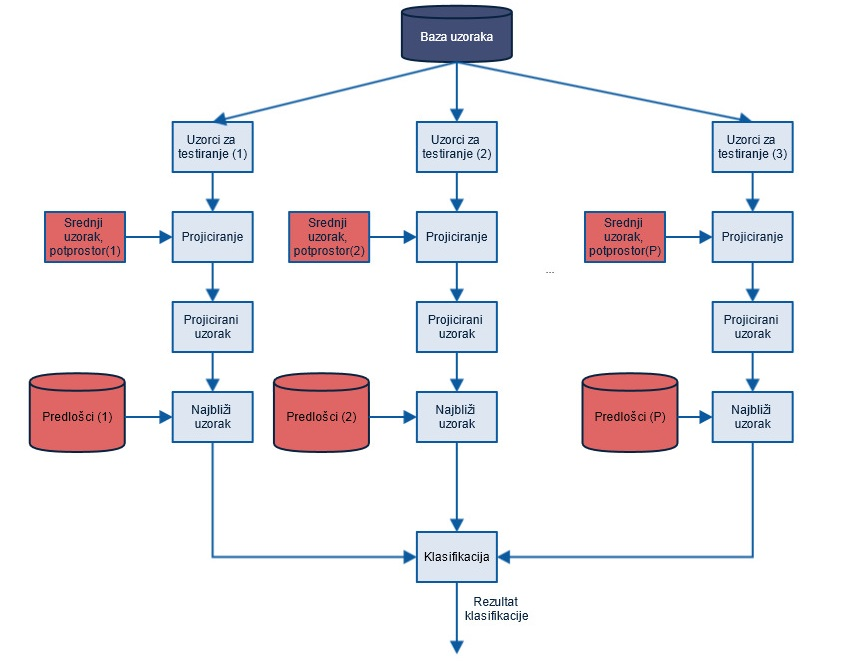 Baza uzoraka
Uzorci za
testiranje (1)
Uzorci za
testiranje (2)
Uzorci za
testiranje (3)
Srednji
uzorak,
potprostor(1)
Projiciranje
Srednji
uzorak,
potprostor(2)
Projiciranje
...
Srednji
uzorak,
potprostor(P)
Projiciranje
Projicirani
uzorak
Projicirani
uzorak
Projicirani
uzorak
Predlošci (1)
Najbliži
uzorak
Predlošci (2)
Najbliži
uzorak
Predlošci (P)
Najbliži
uzorak
Klasifikacija
Rezultat
klasifikacije